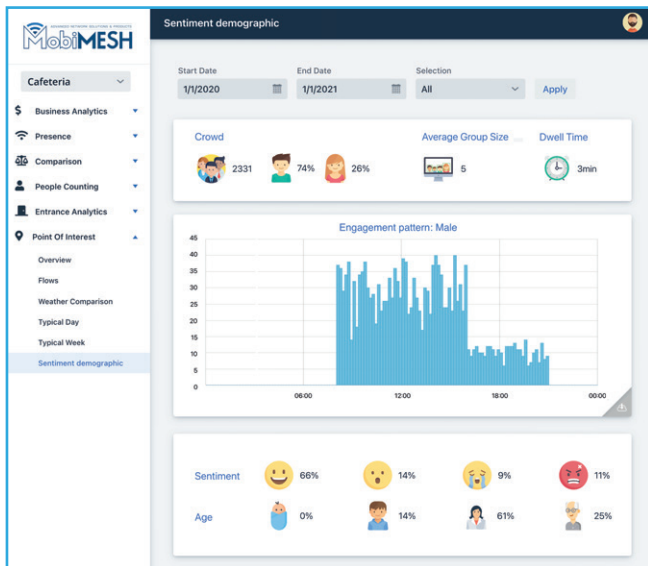 ADVANCED NETWORK SOLUTIONS & PRODUCTS
MobiMESH
Sentiment demographic
Cafeteria
Business Analytics
Presence
Comparison
People Counting
Entrance Analytics
Point Of Interest
Overview
Flows
Weather Comparison
Typical Day
Typical Week
Sentiment demographic
Start Date
End Date
Selection
1/1/2020
1/1/2021
All
Apply
Crowd
Average Group Size ...
Dwell Time
2331
74%
26%
5
3min
Engagement pattern: Male
45
40
35
30
25
20
15
10
5
0
06:00
12:00
18:00
00:00
Sentiment
66%
14%
9%
11%
Age
0%
14%
61%
25%